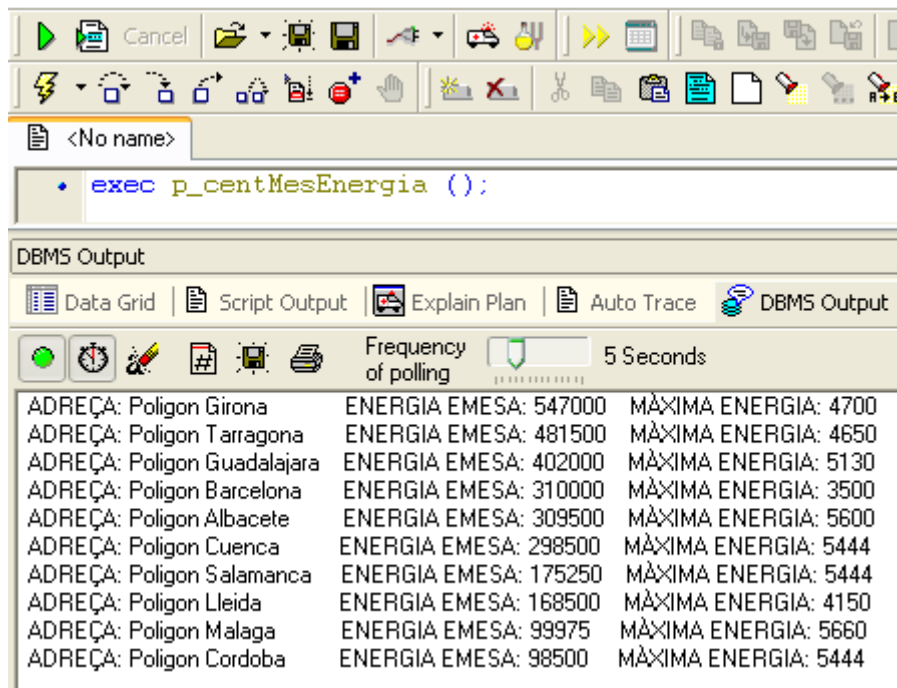 Cancel
<No name>
exec p_centMesEnergia ();
DBMS Output
Data Grid Script Output Explain Plan Auto Trace DBMS Output
Frequency of polling 5 Seconds
ADREÇA: Poligon Girona ENERGIA EMESA: 547000 MÀXIMA ENERGIA: 4700
ADREÇA: Poligon Tarragona ENERGIA EMESA: 481500 MÀXIMA ENERGIA: 4650
ADREÇA: Poligon Guadalajara ENERGIA EMESA: 402000 MÀXIMA ENERGIA: 5130
ADREÇA: Poligon Barcelona ENERGIA EMESA: 310000 MÀXIMA ENERGIA: 3500
ADREÇA: Poligon Albacete ENERGIA EMESA: 309500 MÀXIMA ENERGIA: 5600
ADREÇA: Poligon Cuenca ENERGIA EMESA: 298500 MÀXIMA ENERGIA: 5444
ADREÇA: Poligon Salamanca ENERGIA EMESA: 175250 MÀXIMA ENERGIA: 5444
ADREÇA: Poligon Lleida ENERGIA EMESA: 168500 MÀXIMA ENERGIA: 4150
ADREÇA: Poligon Malaga ENERGIA EMESA: 99975 MÀXIMA ENERGIA: 5660
ADREÇA: Poligon Cordoba ENERGIA EMESA: 98500 MÀXIMA ENERGIA: 5444